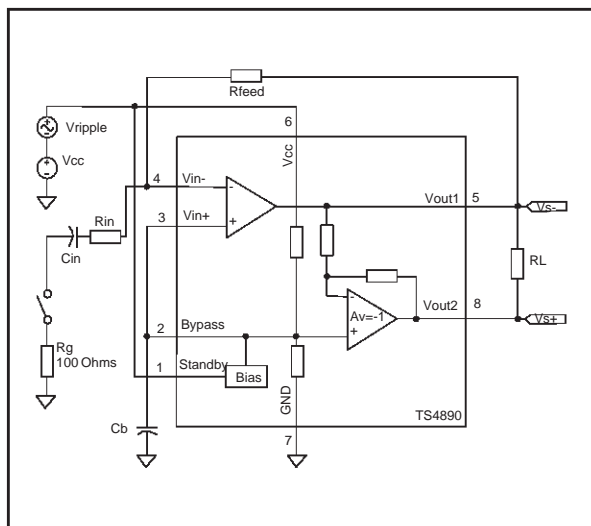 Rfeed
Vripple
6
Vcc
Vcc
4
Vin-
Vout1
5
Vs-
Rin
3
Vin+
Cin
RL
Vout2
8
Vs+
Av=-1
2
Bypass
Rg
100 Ohms
1
Standby
Bias
GND
TS4890
Cb
7
-
+
-
+